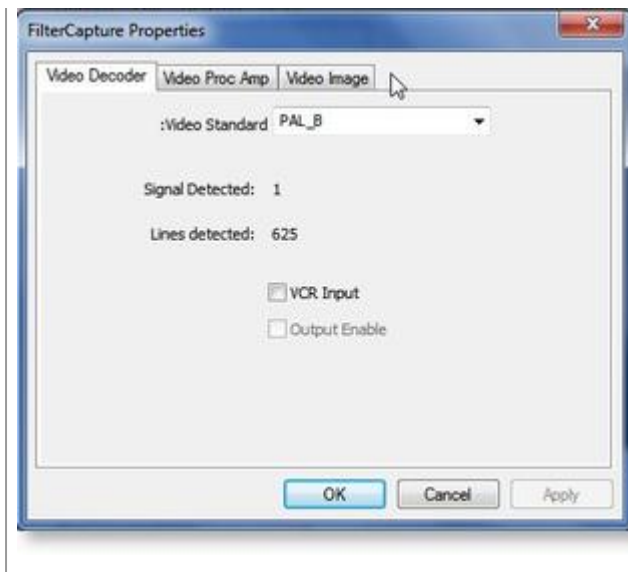 FilterCapture Properties
Video Decoder Video Proc Amp Video Image
:Video Standard PAL_B
Signal Detected: 1
Lines detected: 625
VCR Input
Output Enable
OK Cancel Apply